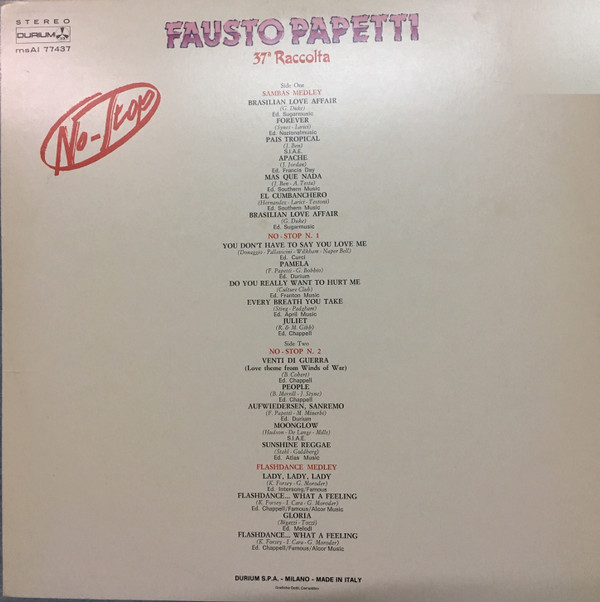 STEREO
DURIUM
msAI 77437
FAUSTO PAPETTI
37ª Raccolta
No-Stop
Side One
SAMBAS MEDLEY
BRASILIAN LOVE AFFAIR
(G. Duke)
Ed. Sugarmusic
FOREVER
(Syne - Larict)
Ed. Nazionalmusic
PAIS TROPICAL
(J. Ben)
S.I.A.E.
APACHE
(J. Jordan)
Ed. Francis Day
MAS QUE NADA
(J. Ben - A. Testa)
Ed. Southern Music
EL CUMBANCHERO
(Hernandez - Larici - Testoni)
Ed. Southern Music
BRASILIAN LOVE AFFAIR
(G. Duke)
Ed. Sugarmusic
NO - STOP N. 1
YOU DON'T HAVE TO SAY YOU LOVE ME
(Donaggio - Pallavicini - Wilkham - Napier Bell)
Ed. Curci
PAMELA
(F. Papetti - G. Babbio)
Ed. Durium
DO YOU REALLY WANT TO HURT ME
(Culture Club)
Ed. Franton Music
EVERY BREATH YOU TAKE
(Sting - Padgham)
Ed. April Music
JULIET
(R. & M. Gibb)
Ed. Chappell
Side Two
NO - STOP N. 2
VENTI DI GUERRA
(Love theme from Winds of War)
(B. Cobert)
Ed. Chappell
PEOPLE
(B. Merrill - J. Styne)
Ed. Chappell
AUFWIEDERSEN, SANREMO
(F. Papetti - M. Minerbi)
Ed. Durium
MOONGLOW
(Hudson - De Lange - Mills)
S.I.A.E.
SUNSHINE REGGAE
(Stahl - Guldberg)
Ed. Atlas Music
FLASHDANCE MEDLEY
LADY, LADY, LADY
(K. Forsey - G. Moroder)
Ed. Intersong/Famous
FLASHDANCE... WHAT A FEELING
(K. Forsey - I. Cara - G. Moroder)
Ed. Chappell/Famous/Alcor Music
GLORIA
(Bigazzi - Tozzi)
Ed. Melodi
FLASHDANCE... WHAT A FEELING
(K. Forsey - I. Cara - G. Moroder)
Ed. Chappell/Famous/Alcor Music
DURIUM S.P.A. - MILANO - MADE IN ITALY